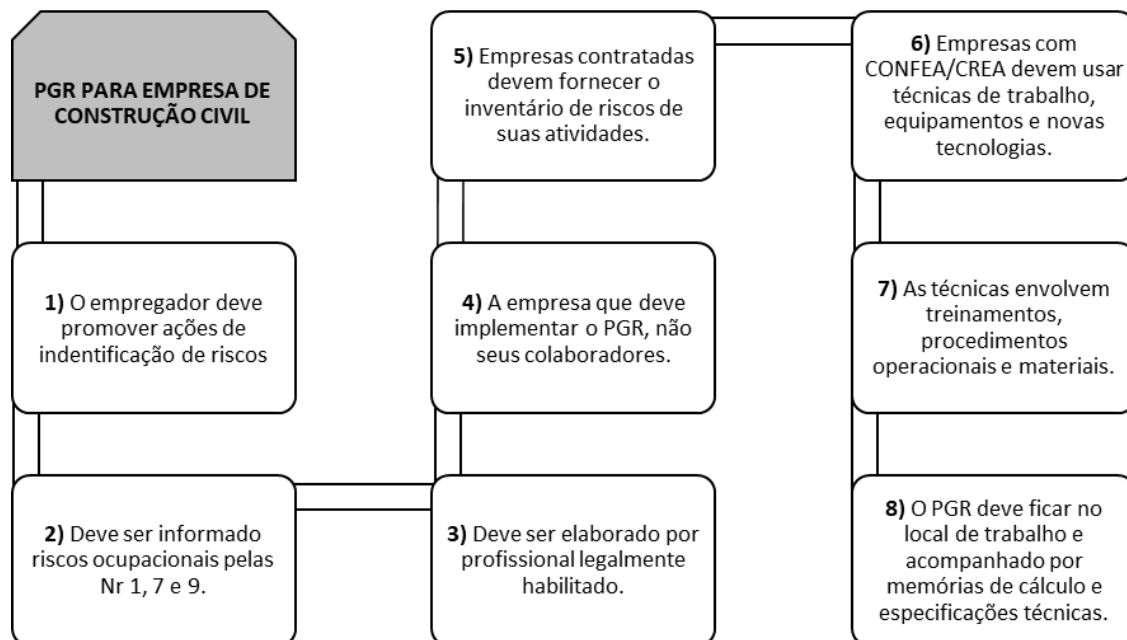 PGR PARA EMPRESA DE
CONSTRUÇÃO CIVIL
1) O empregador deve
promover ações de
indentificação de riscos
2) Deve ser informado
riscos ocupacionais pelas
Nr 1, 7 e 9.
3) Deve ser elaborado por
profissional legalmente
habilitado.
4) A empresa que deve
implementar o PGR, não
seus colaboradores.
5) Empresas contratadas
devem fornecer o
inventário de riscos de
suas atividades.
6) Empresas com
CONFEA/CREA devem usar
técnicas de trabalho,
equipamentos e novas
tecnologias.
7) As técnicas envolvem
treinamentos,
procedimentos
operacionais e materiais.
8) O PGR deve ficar no
local de trabalho e
acompanhado por
memórias de cálculo e
especificações técnicas.